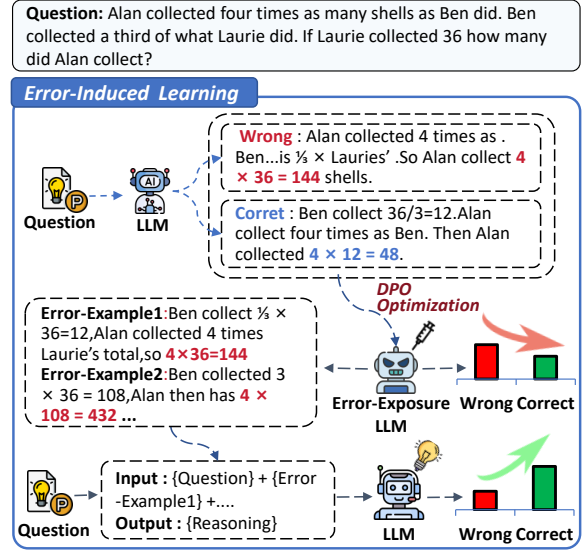 Question: Alan collected four times as many shells as Ben did. Ben
collected a third of what Laurie did. If Laurie collected 36 how many
did Alan collect?
Error-Induced Learning
Wrong : Alan collected 4 times as .
Ben...is ⅓ × Lauries' .So Alan collect 4
× 36 = 144 shells.
AI
P
Question
LLM
Corret : Ben collect 36/3=12.Alan
collect four times as Ben. Then Alan
collected 4 × 12 = 48.
DPO
Optimization
Error-Example1:Ben collect ⅓ ×
36=12,Alan collected 4 times
Laurie's total,so 4×36=144
Error-Example2:Ben collected 3
× 36 = 108,Alan then has 4 ×
108 = 432 ...
Error-Exposure
LLM
Wrong Correct
Input : {Question} + {Error
-Example1} +....
Output : {Reasoning}
P
Question
LLM
Wrong Correct